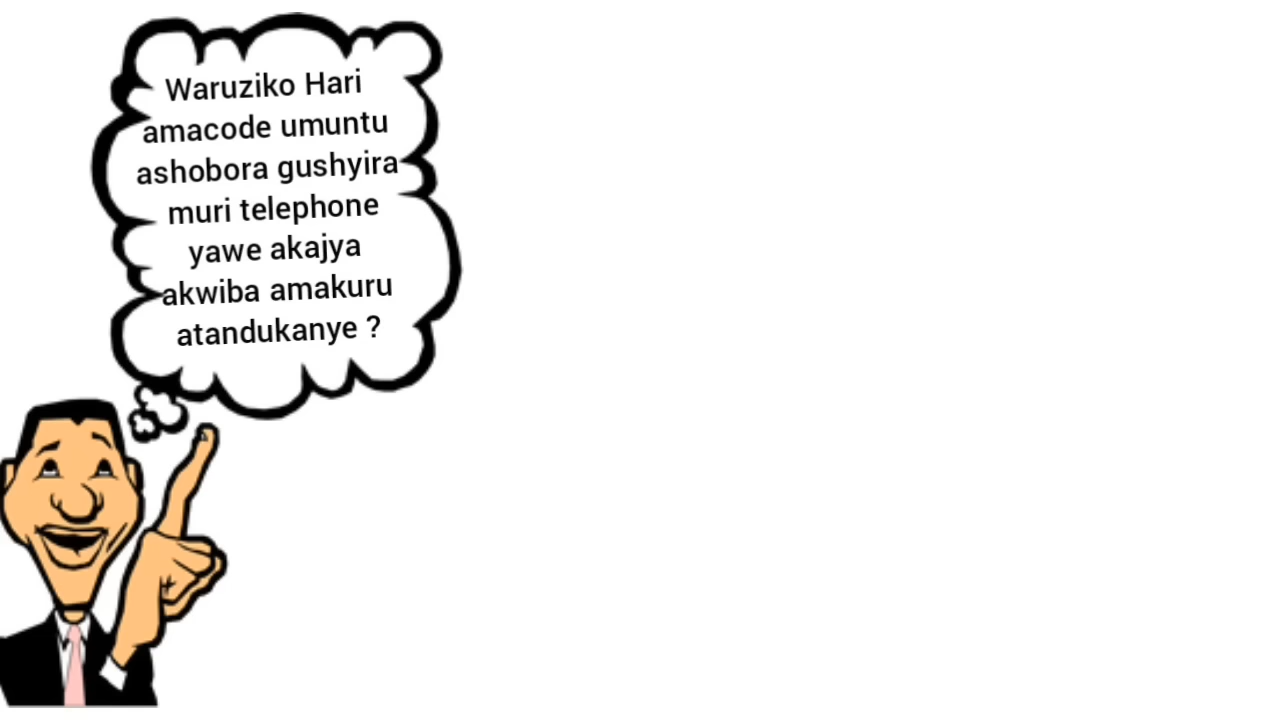 Waruziko Hari
amacode umuntu
ashobora gushyira
muri telephone
yawe akajya
akwiba amakuru
atandukanye ?